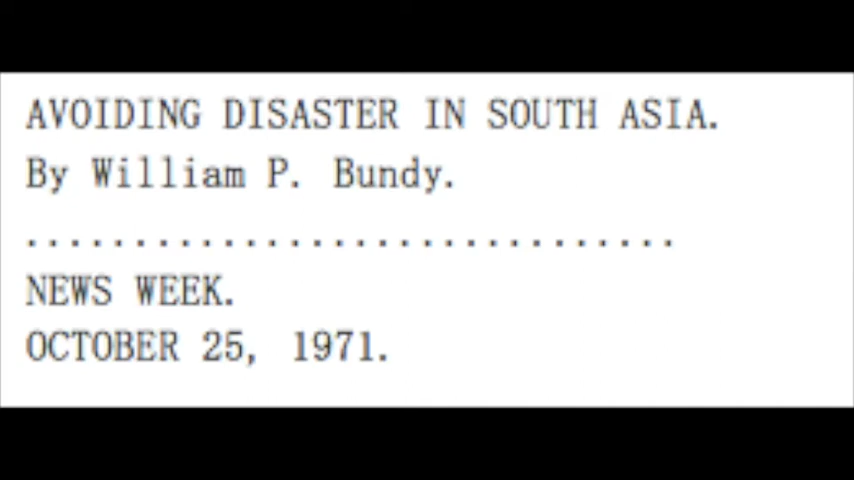 AVOIDING DISASTER IN SOUTH ASIA.
By William P. Bundy.
..............................
NEWS WEEK.
OCTOBER 25, 1971.